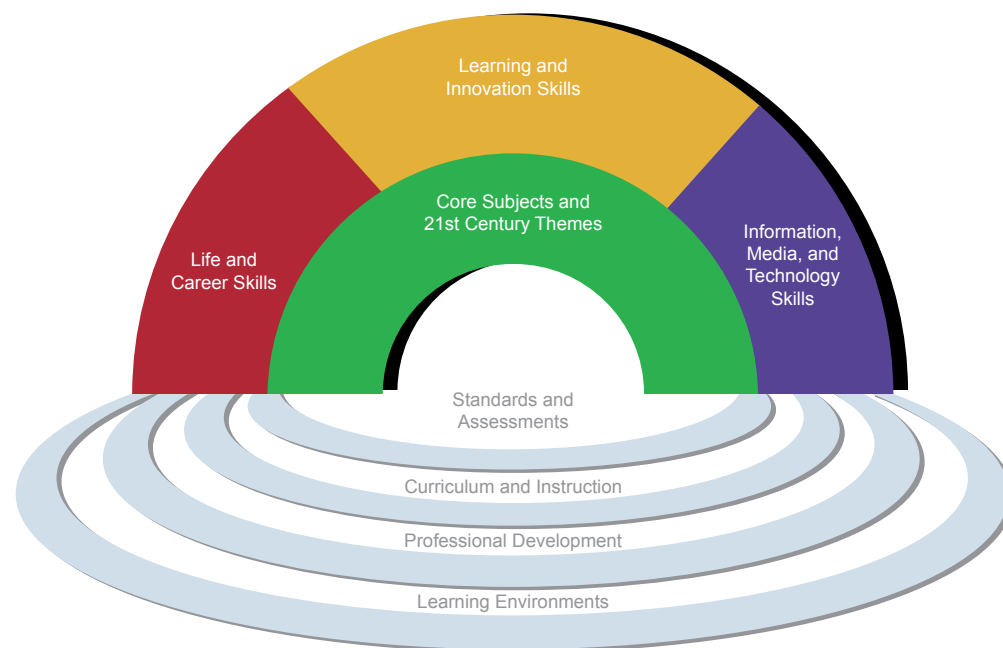 Learning and
Innovation Skills
Core Subjects and
21st Century Themes
Life and
Career Skills
Information,
Media, and
Technology
Skills
Standards and
Assessments
Curriculum and Instruction
Professional Development
Learning Environments